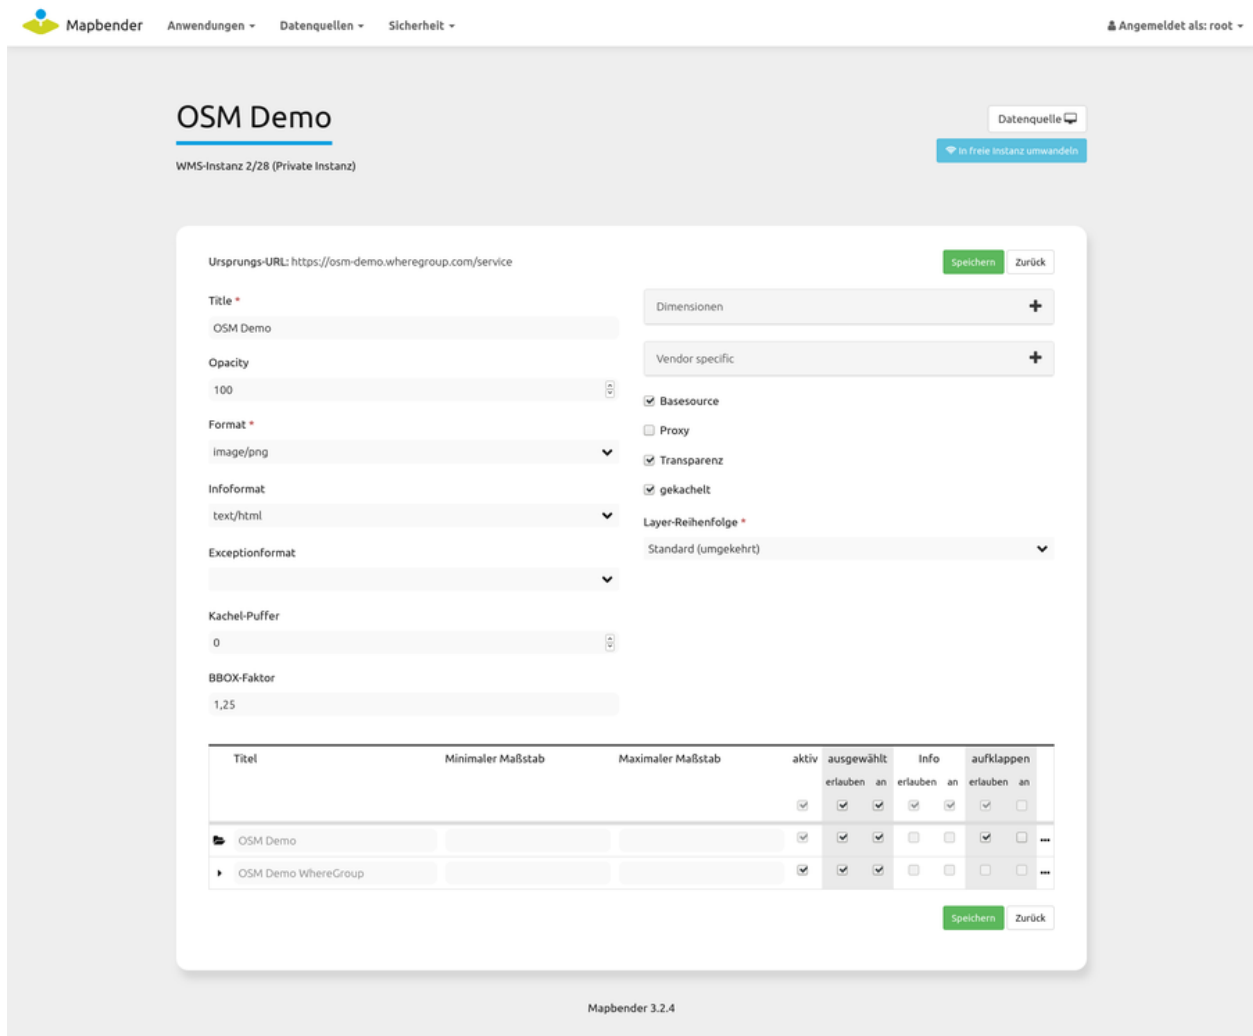 Mapbender Anwendungen Datenquellen Sicherheit Angemeldet als: root
OSM Demo
Datenquelle
In freie Instanz umwandeln
WMS-Instanz 2/28 (Private Instanz)
Ursprungs-URL: https://osm-demo.wheregroup.com/service
Speichern Zurück
Title *
OSM Demo
Opacity
100
Format *
image/png
Infoformat
text/html
Exceptionformat
Kachel-Puffer
0
BBOX-Faktor
1,25
Dimensionen
Vendor specific
Basesource
Proxy
Transparenz
gekachelt
Layer-Reihenfolge *
Standard (umgekehrt)
Titel Minimaler Maßstab Maximaler Maßstab aktiv ausgewählt Info aufklappen
erlauben an erlauben an erlauben an
OSM Demo
OSM Demo WhereGroup
Speichern Zurück
Mapbender 3.2.4